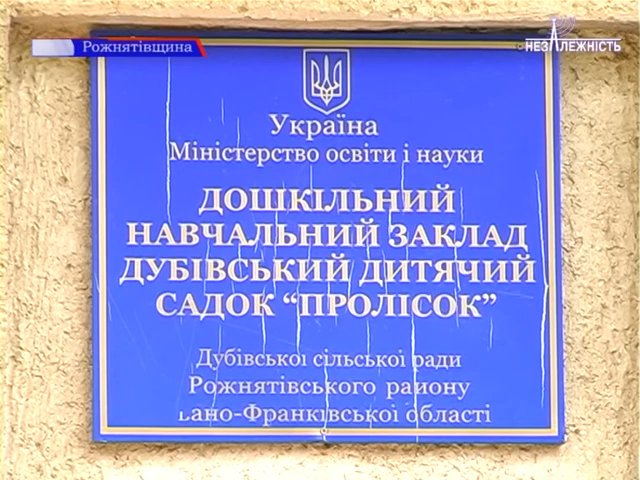 Рожнятівщина
НЕЗАЛЕЖНІСТЬ
Україна
Міністерство освіти і науки
ДОШКІЛЬНИЙ
НАВЧАЛЬНИЙ ЗАКЛАД
ДУБІВСЬКИЙ ДИТЯЧИЙ
САДОК “ПРОЛІСОК”
Дубівської сільської ради
Рожнятівського району
вано-Франківської області